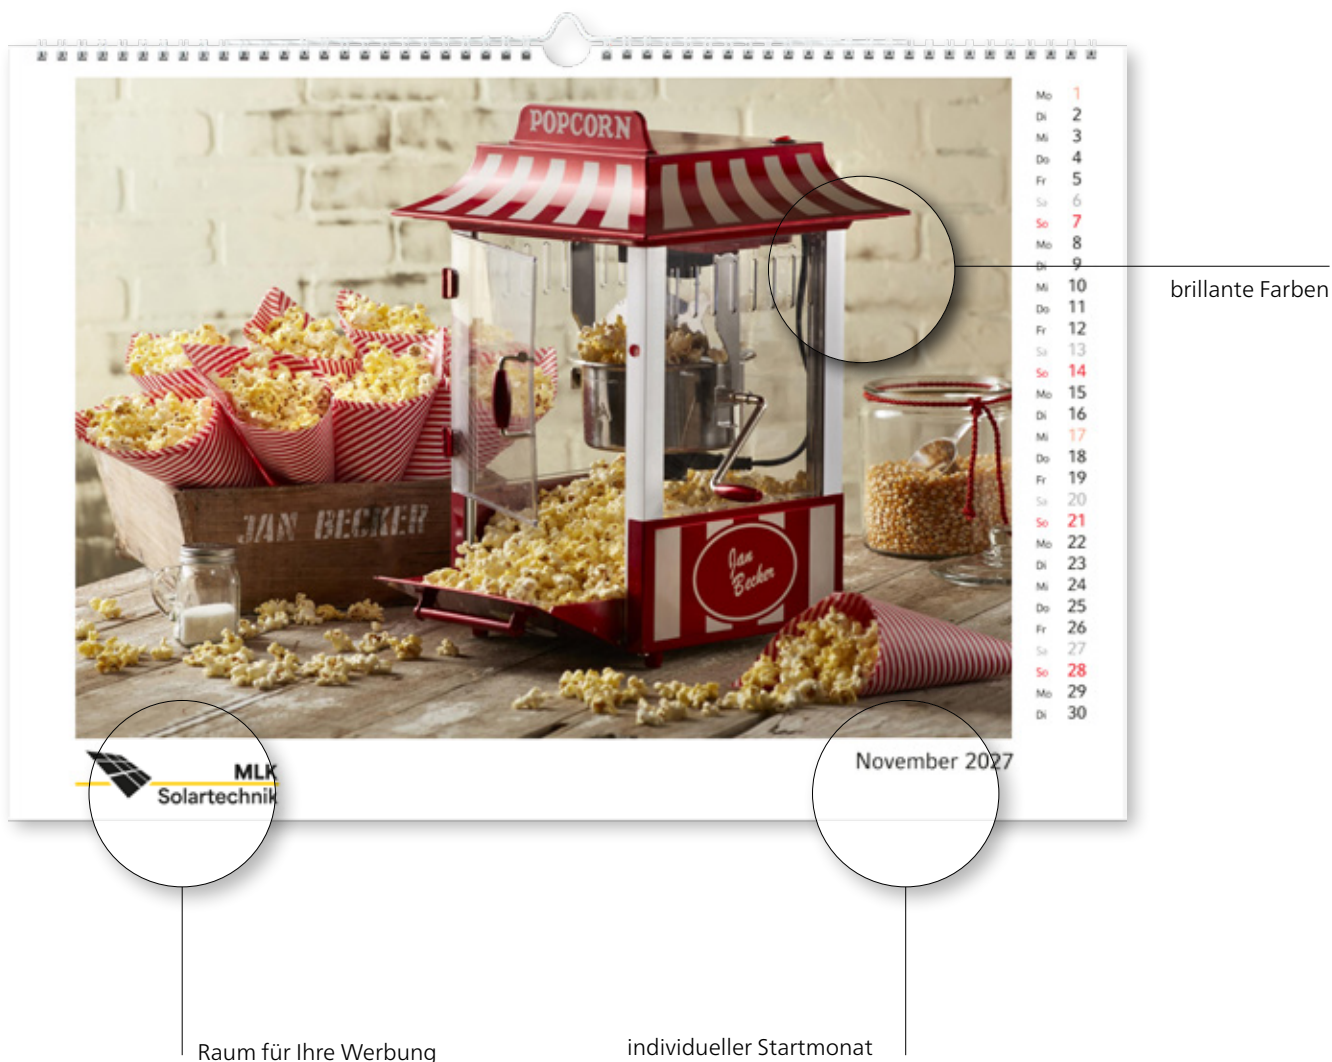 POPCORN
JAN BECKER
Jan
Becker
Mo 1
Di 2
Mi 3
Do 4
Fr 5
Sa 6
So 7
Mo 8
Di 9
Mi 10
Do 11
Fr 12
Sa 13
So 14
Mo 15
Di 16
Mi 17
Do 18
Fr 19
Sa 20
So 21
Mo 22
Di 23
Mi 24
Do 25
Fr 26
Sa 27
So 28
Mo 29
Di 30
brillante Farben
November 2027
MLK
Solartechnik
Raum für Ihre Werbung
individueller Startmonat